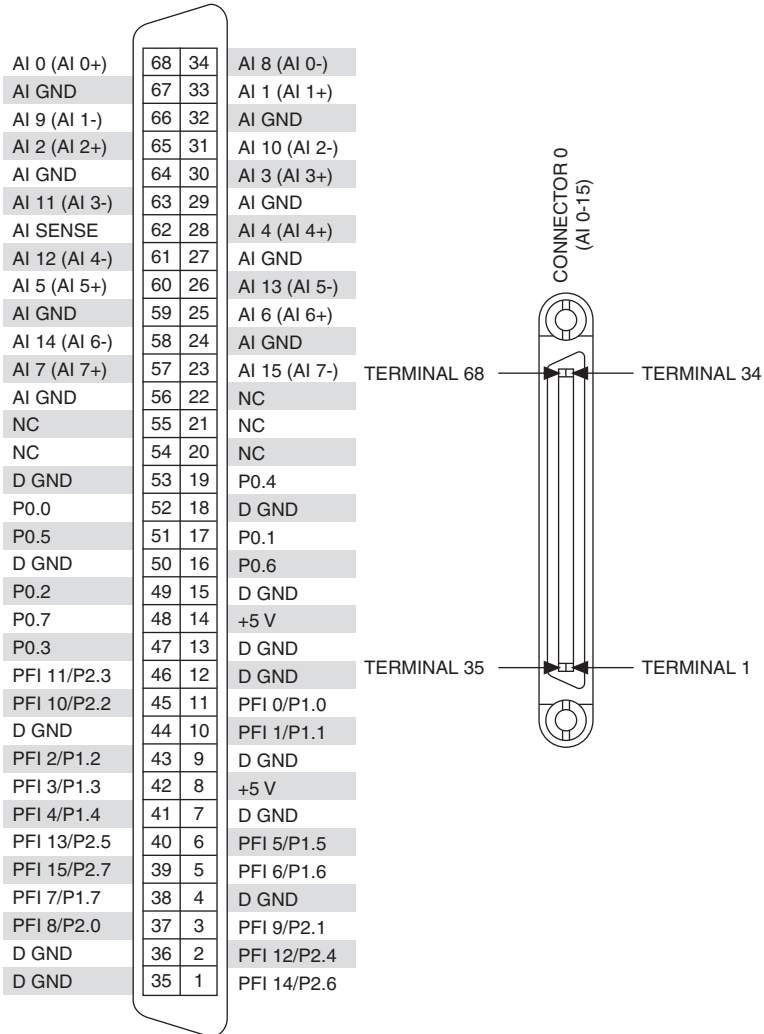 AI 0 (AI 0+) 68 34 AI 8 (AI 0-)
AI GND 67 33 AI 1 (AI 1+)
AI 9 (AI 1-) 66 32 AI GND
AI 2 (AI 2+) 65 31 AI 10 (AI 2-)
AI GND 64 30 AI 3 (AI 3+)
AI 11 (AI 3-) 63 29 AI GND
AI SENSE 62 28 AI 4 (AI 4+)
AI 12 (AI 4-) 61 27 AI GND
AI 5 (AI 5+) 60 26 AI 13 (AI 5-)
AI GND 59 25 AI 6 (AI 6+)
AI 14 (AI 6-) 58 24 AI GND
AI 7 (AI 7+) 57 23 AI 15 (AI 7-)
AI GND 56 22 NC
NC 55 21 NC
NC 54 20 NC
D GND 53 19 P0.4
P0.0 52 18 D GND
P0.5 51 17 P0.1
D GND 50 16 P0.6
P0.2 49 15 D GND
P0.7 48 14 +5 V
P0.3 47 13 D GND
PFI 11/P2.3 46 12 D GND
PFI 10/P2.2 45 11 PFI 0/P1.0
D GND 44 10 PFI 1/P1.1
PFI 2/P1.2 43 9 D GND
PFI 3/P1.3 42 8 +5 V
PFI 4/P1.4 41 7 D GND
PFI 13/P2.5 40 6 PFI 5/P1.5
PFI 15/P2.7 39 5 PFI 6/P1.6
PFI 7/P1.7 38 4 D GND
PFI 8/P2.0 37 3 PFI 9/P2.1
D GND 36 2 PFI 12/P2.4
D GND 35 1 PFI 14/P2.6
CONNECTOR 0
(AI 0-15)
TERMINAL 68 TERMINAL 34
TERMINAL 35 TERMINAL 1